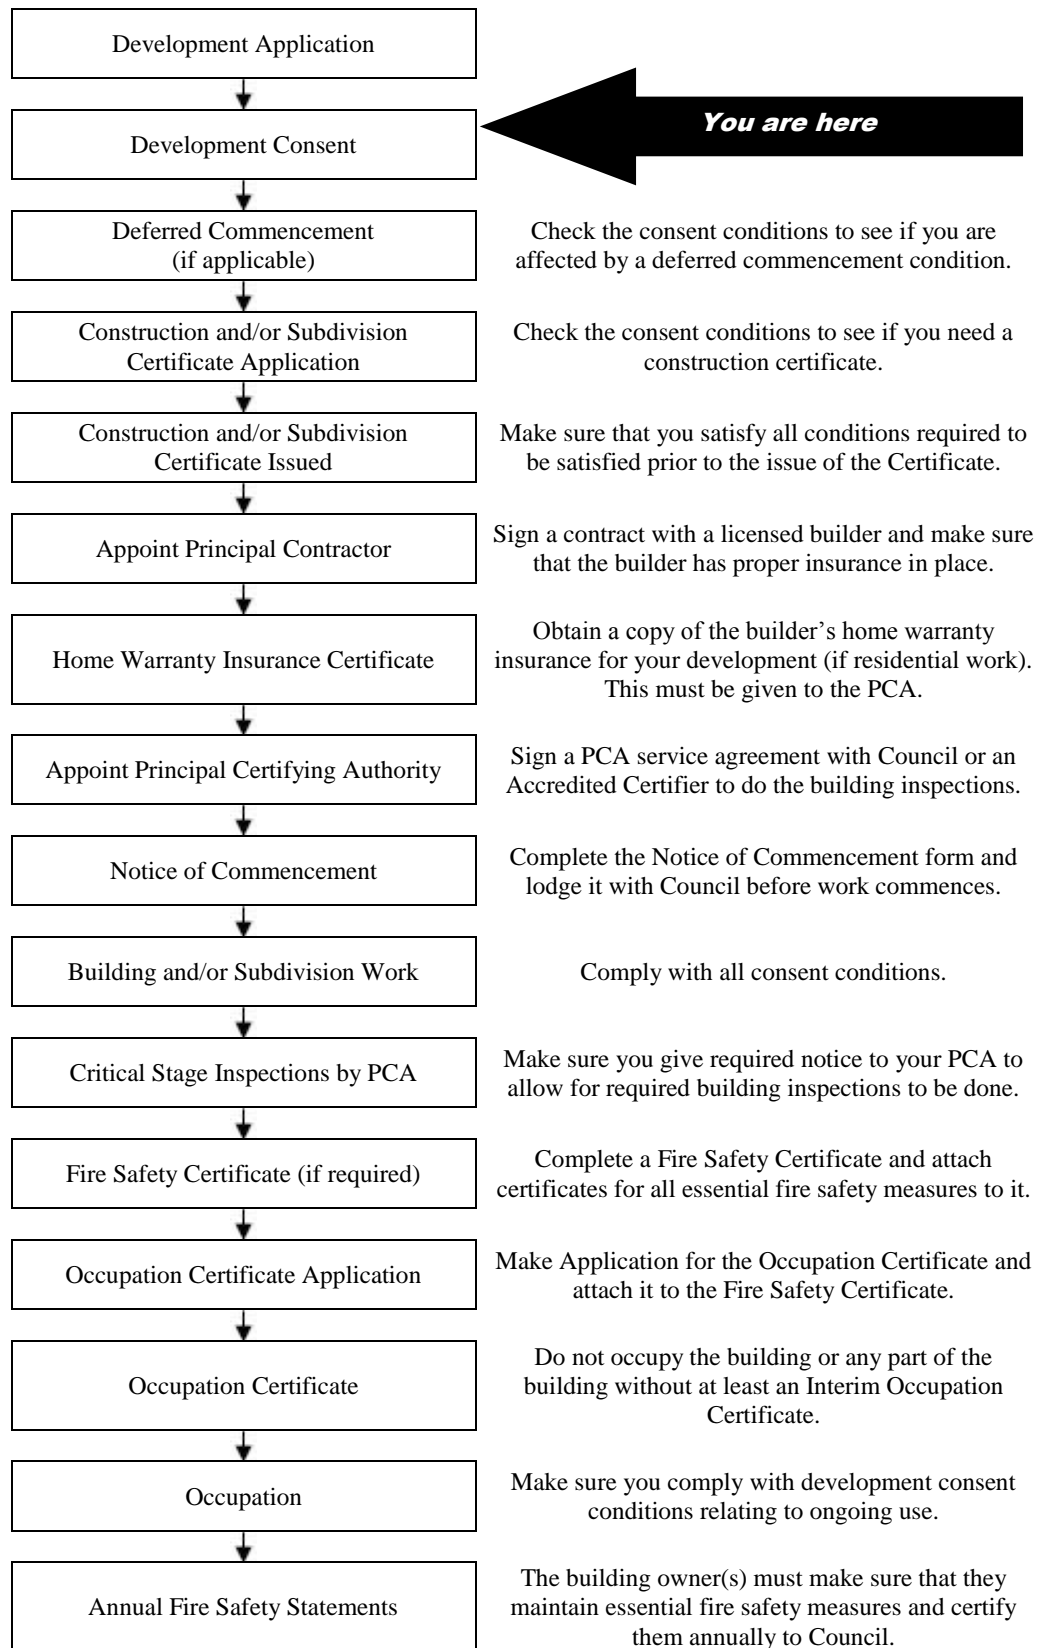 Development Application
You are here
Development Consent
Deferred Commencement
(if applicable)
Check the consent conditions to see if you are
affected by a deferred commencement condition.
Construction and/or Subdivision
Certificate Application
Check the consent conditions to see if you need a
construction certificate.
Construction and/or Subdivision
Certificate Issued
Make sure that you satisfy all conditions required to
be satisfied prior to the issue of the Certificate.
Appoint Principal Contractor
Sign a contract with a licensed builder and make sure
that the builder has proper insurance in place.
Home Warranty Insurance Certificate
Obtain a copy of the builder’s home warranty
insurance for your development (if residential work).
This must be given to the PCA.
Appoint Principal Certifying Authority
Sign a PCA service agreement with Council or an
Accredited Certifier to do the building inspections.
Notice of Commencement
Complete the Notice of Commencement form and
lodge it with Council before work commences.
Building and/or Subdivision Work
Comply with all consent conditions.
Critical Stage Inspections by PCA
Make sure you give required notice to your PCA to
allow for required building inspections to be done.
Fire Safety Certificate (if required)
Complete a Fire Safety Certificate and attach
certificates for all essential fire safety measures to it.
Occupation Certificate Application
Make Application for the Occupation Certificate and
attach it to the Fire Safety Certificate.
Occupation Certificate
Do not occupy the building or any part of the
building without at least an Interim Occupation
Certificate.
Occupation
Make sure you comply with development consent
conditions relating to ongoing use.
Annual Fire Safety Statements
The building owner(s) must make sure that they
maintain essential fire safety measures and certify
them annually to Council.